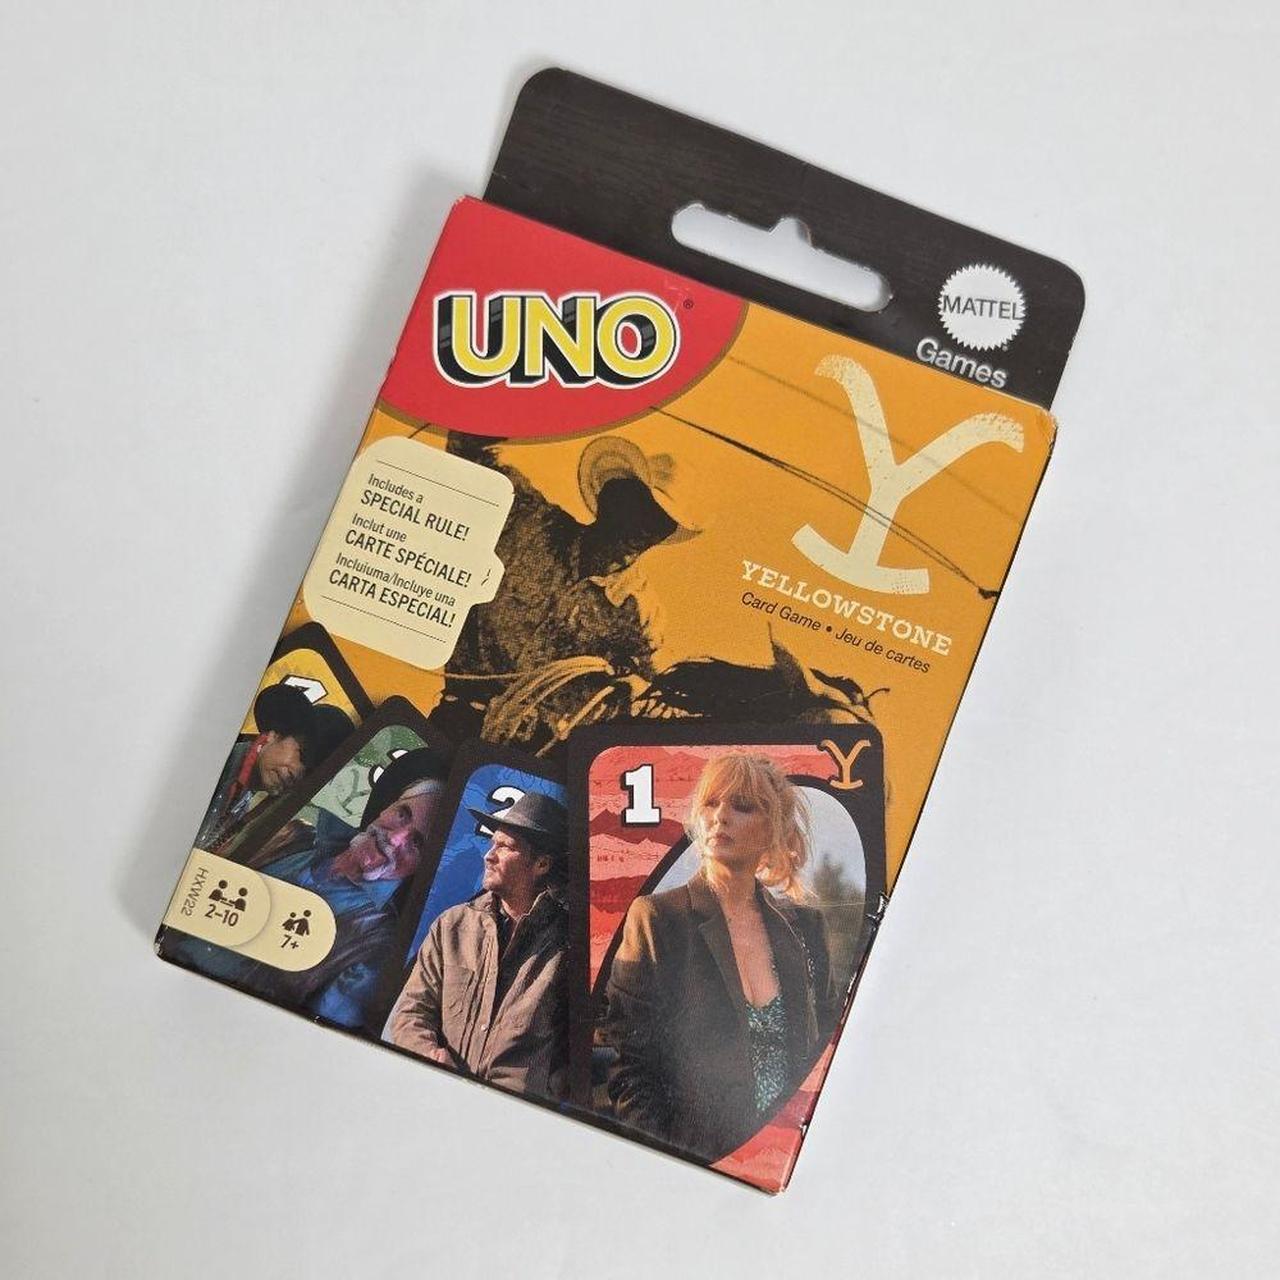 MATTEL
Games
UNO®
Y
YELLOWSTONE
Card Game • Jeu de cartes
Includes a
SPECIAL RULE!
Inclut une
CARTE SPÉCIALE!
Incluiuma/Incluye una
CARTA ESPECIAL!
2
1
Y
HXW22
2–10
7+